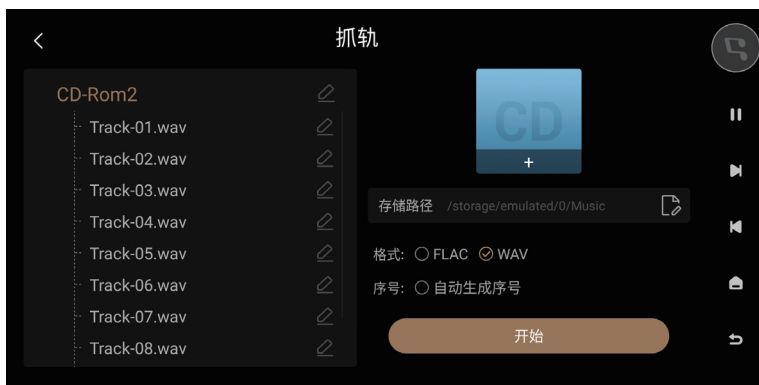 抓轨
CD-Rom2
Track-01.wav
Track-02.wav
Track-03.wav
Track-04.wav
Track-05.wav
Track-06.wav
Track-07.wav
Track-08.wav
CD
+
存储路径 /storage/emulated/0/Music
格式: FLAC WAV
序号: 自动生成序号
开始